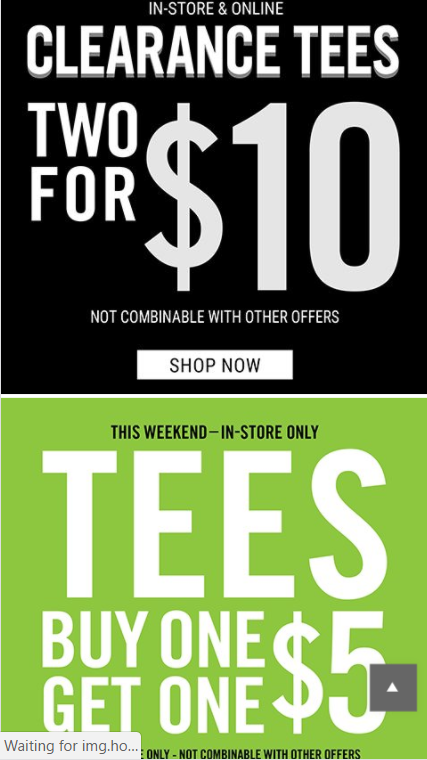 IN-STORE & ONLINE
CLEARANCE TEES
TWO
FOR
$10
NOT COMBINABLE WITH OTHER OFFERS
SHOP NOW
THIS WEEKEND–IN-STORE ONLY
TEES
BUY ONE
GET ONE
$5
Waiting for img.ho...
ONLY - NOT COMBINABLE WITH OTHER OFFERS